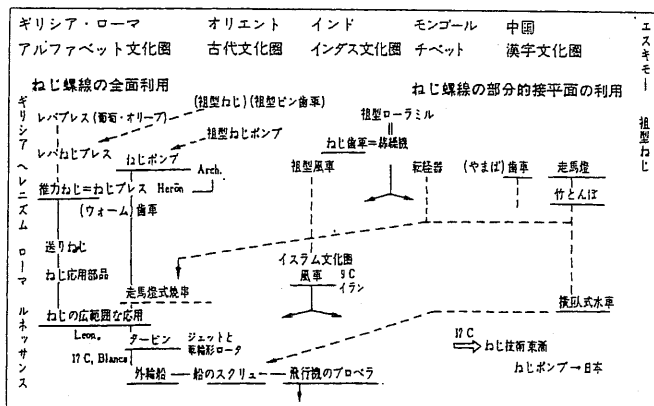 ギリシア・ローマ オリエント インド モンゴール 中国
アルファベット文化圏 古代文化圏 インダス文化圏 チベット 漢字文化圏
エスキモー 祖型ねじ
ギリシア ヘレニズム ローマ ルネッサンス
ねじ螺線の全面利用 ねじ螺線の部分的接平面の利用
レバプレス(葡萄・オリーブ) (祖型ねじ)(祖型ピン歯車) 祖型ローラミル
祖型ねじポンプ
レバねじプレス ねじポンプ ねじ歯車=綿繰機
Arch. 祖型風車 転径器 (やまば)歯車 走馬燈
推力ねじ=ねじプレス Herōn 竹とんぼ
(ウォーム)歯車
送りねじ
イスラム文化圏
ねじ応用部品 風車 9C
走馬燈式焼串 イラン
横臥式水車
ねじの広範囲な応用
Leon. タービン ジェットと 17C
ねじ技術東漸
17C, Blanca
ねじポンプ→日本
外輪船 船のスクリュー 飛行機のプロペラ